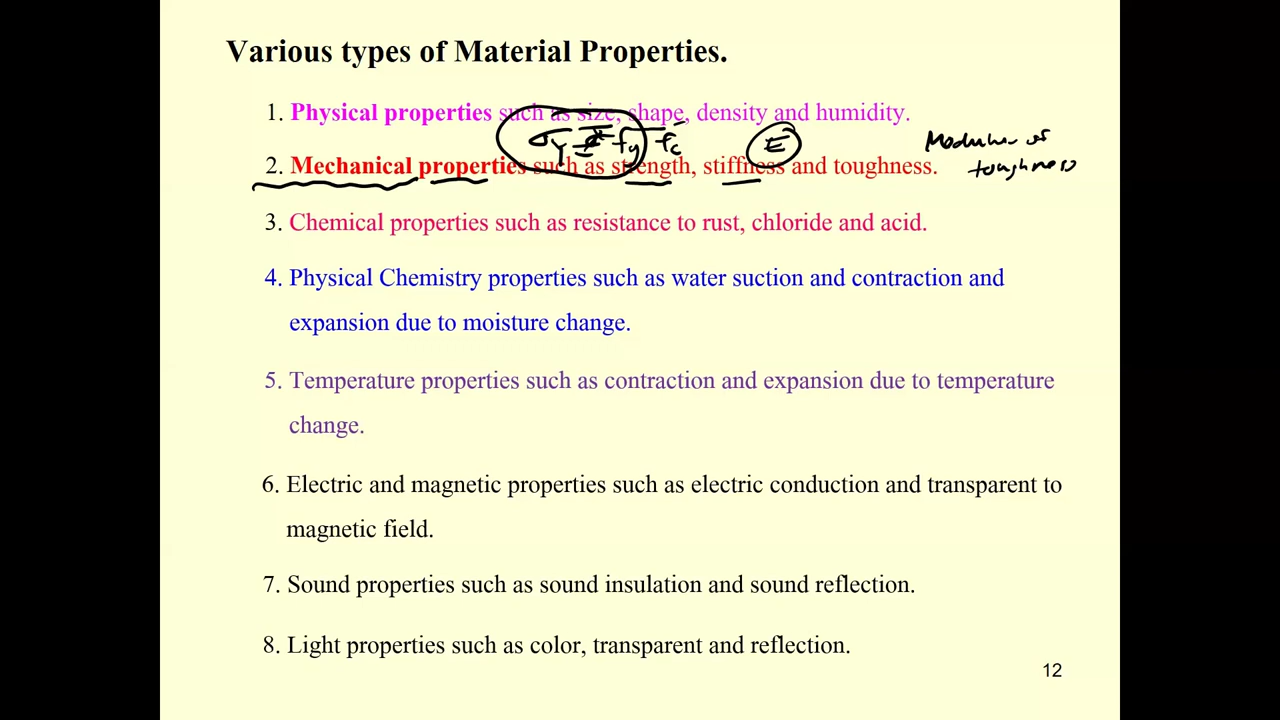 Various types of Material Properties.
1. Physical properties such as size, shape, density and humidity.
σy = fy fc E
Modulus of
toughness
2. Mechanical properties such as strength, stiffness and toughness.
3. Chemical properties such as resistance to rust, chloride and acid.
4. Physical Chemistry properties such as water suction and contraction and
expansion due to moisture change.
5. Temperature properties such as contraction and expansion due to temperature
change.
6. Electric and magnetic properties such as electric conduction and transparent to
magnetic field.
7. Sound properties such as sound insulation and sound reflection.
8. Light properties such as color, transparent and reflection.
12